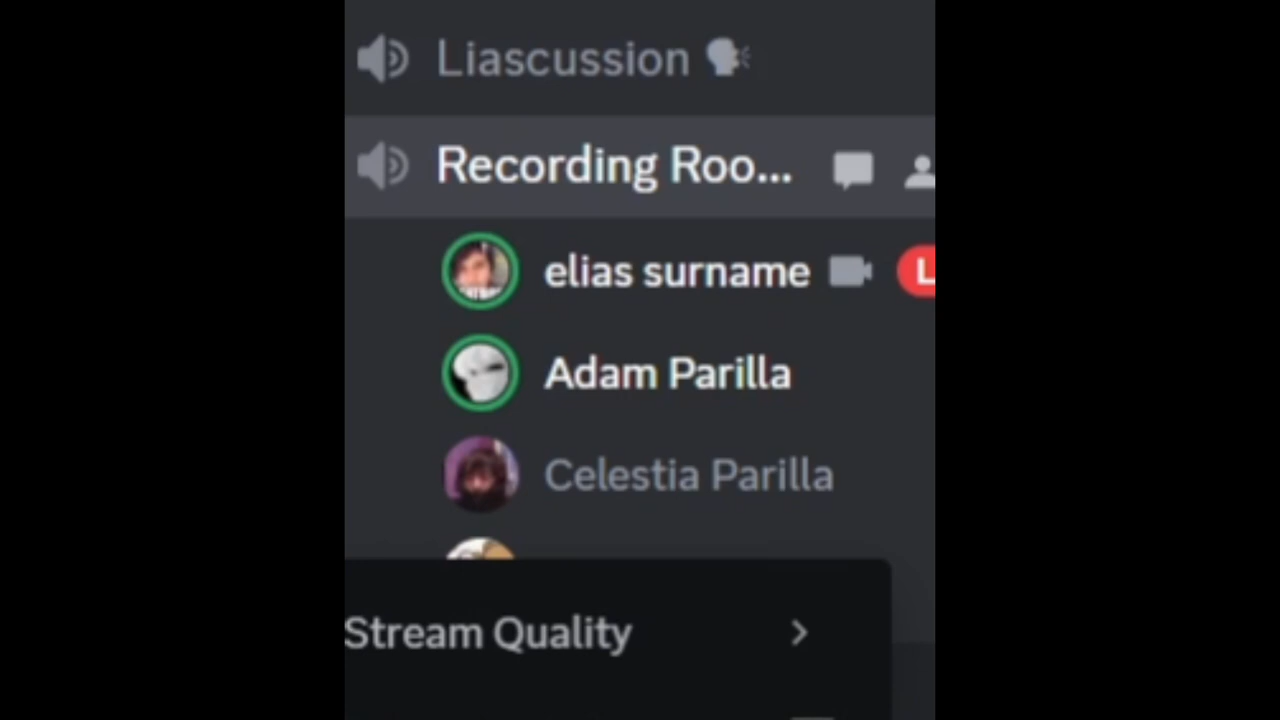 Liascussion 🗣
Recording Roo...
elias surname L
Adam Parilla
Celestia Parilla
Stream Quality